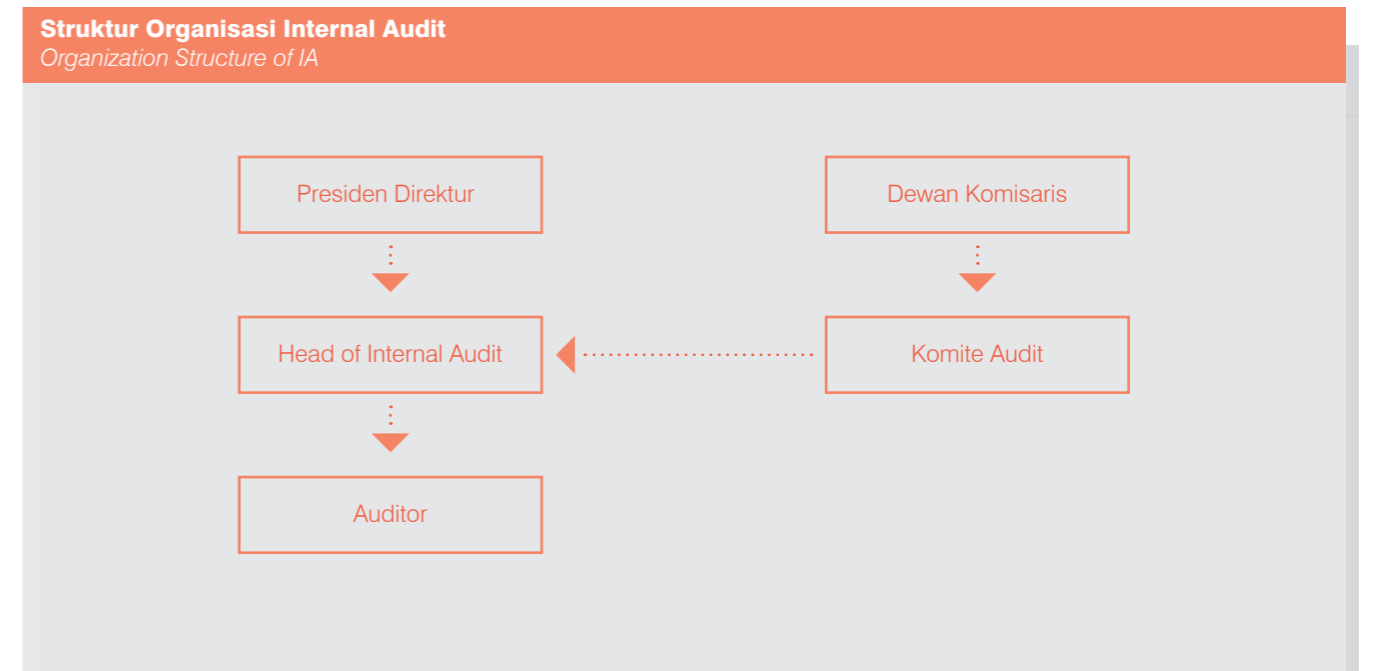 Struktur Organisasi Internal Audit
Organization Structure of IA
Presiden Direktur
Dewan Komisaris
Head of Internal Audit
Komite Audit
Auditor